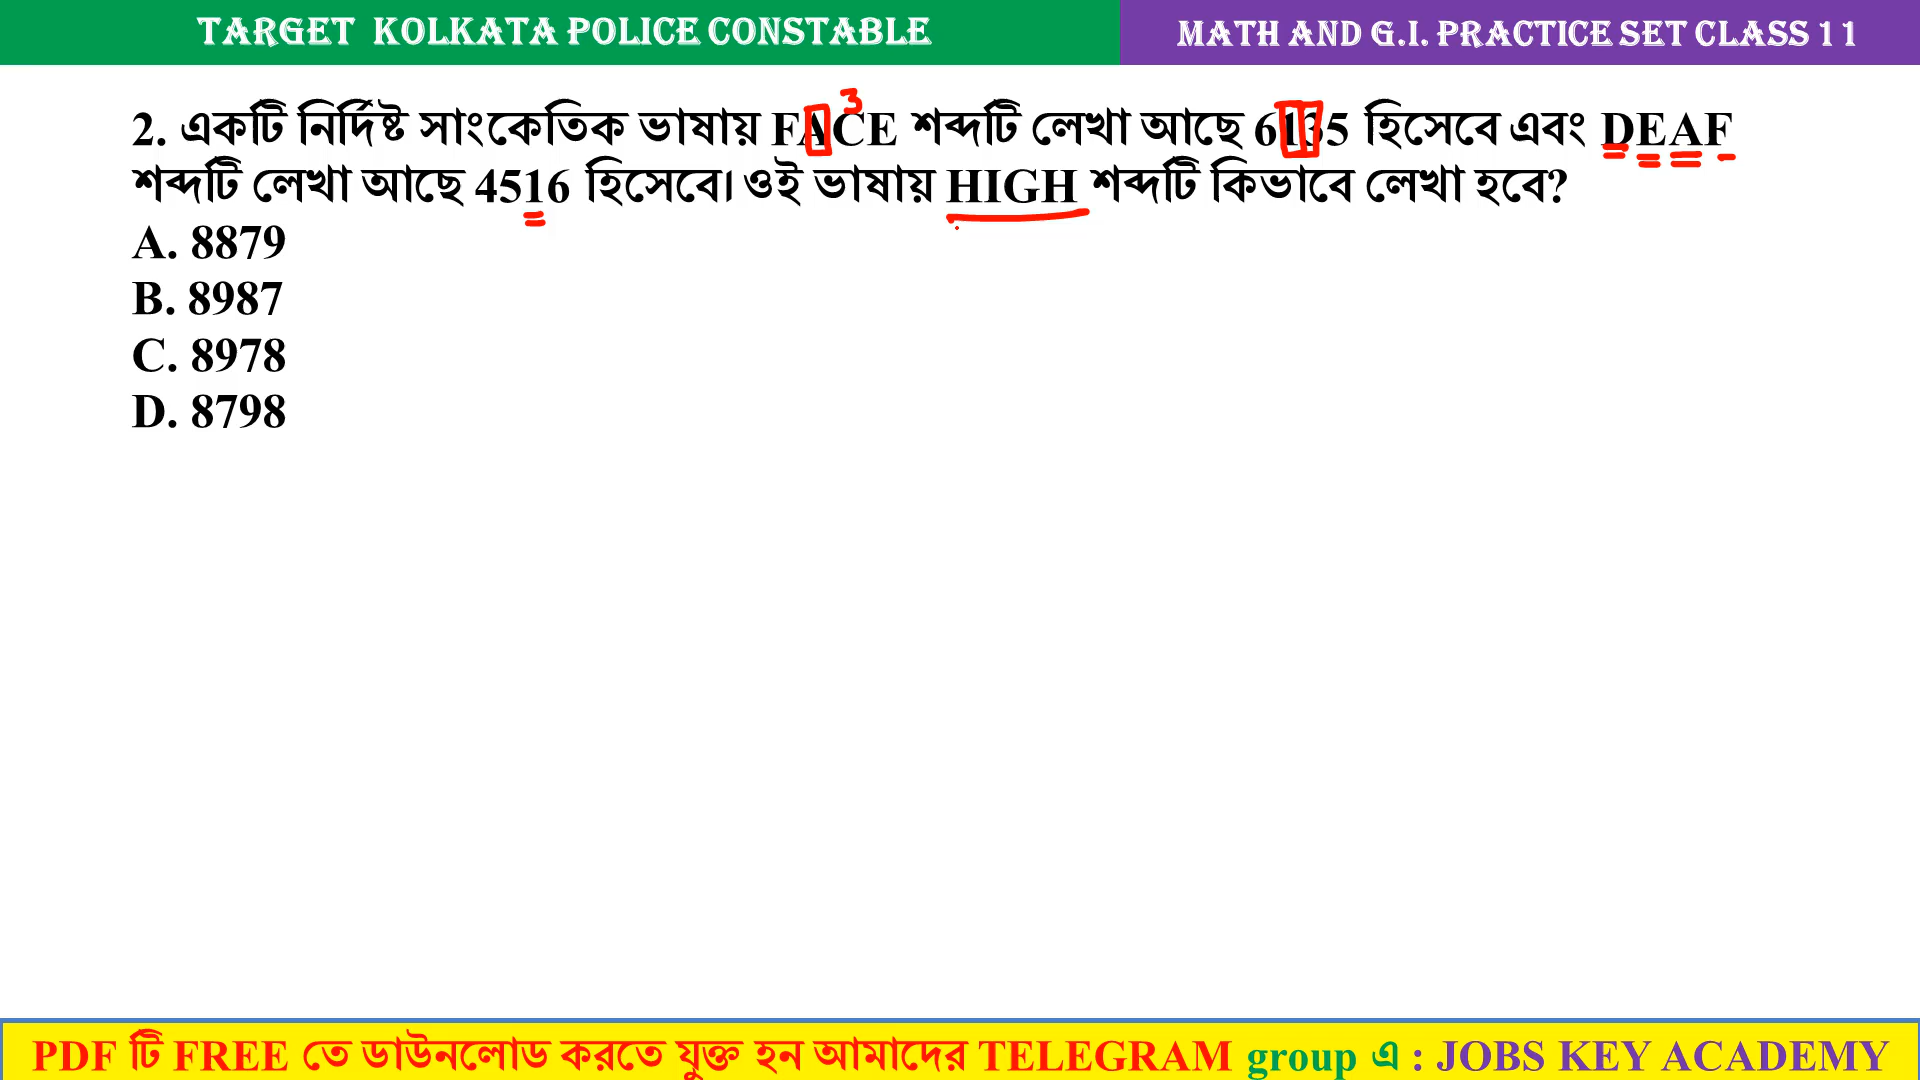 TARGET KOLKATA POLICE CONSTABLE
MATH AND G.I. PRACTICE SET CLASS 11
3
2. একটি নির্দিষ্ট সাংকেতিক ভাষায় FACE শব্দটি লেখা আছে 6135 হিসেবে এবং DEAF
শব্দটি লেখা আছে 4516 হিসেবে। ওই ভাষায় HIGH শব্দটি কিভাবে লেখা হবে?
A. 8879
B. 8987
C. 8978
D. 8798
PDF টি FREE তে ডাউনলোড করতে যুক্ত হন আমাদের TELEGRAM group এ : JOBS KEY ACADEMY